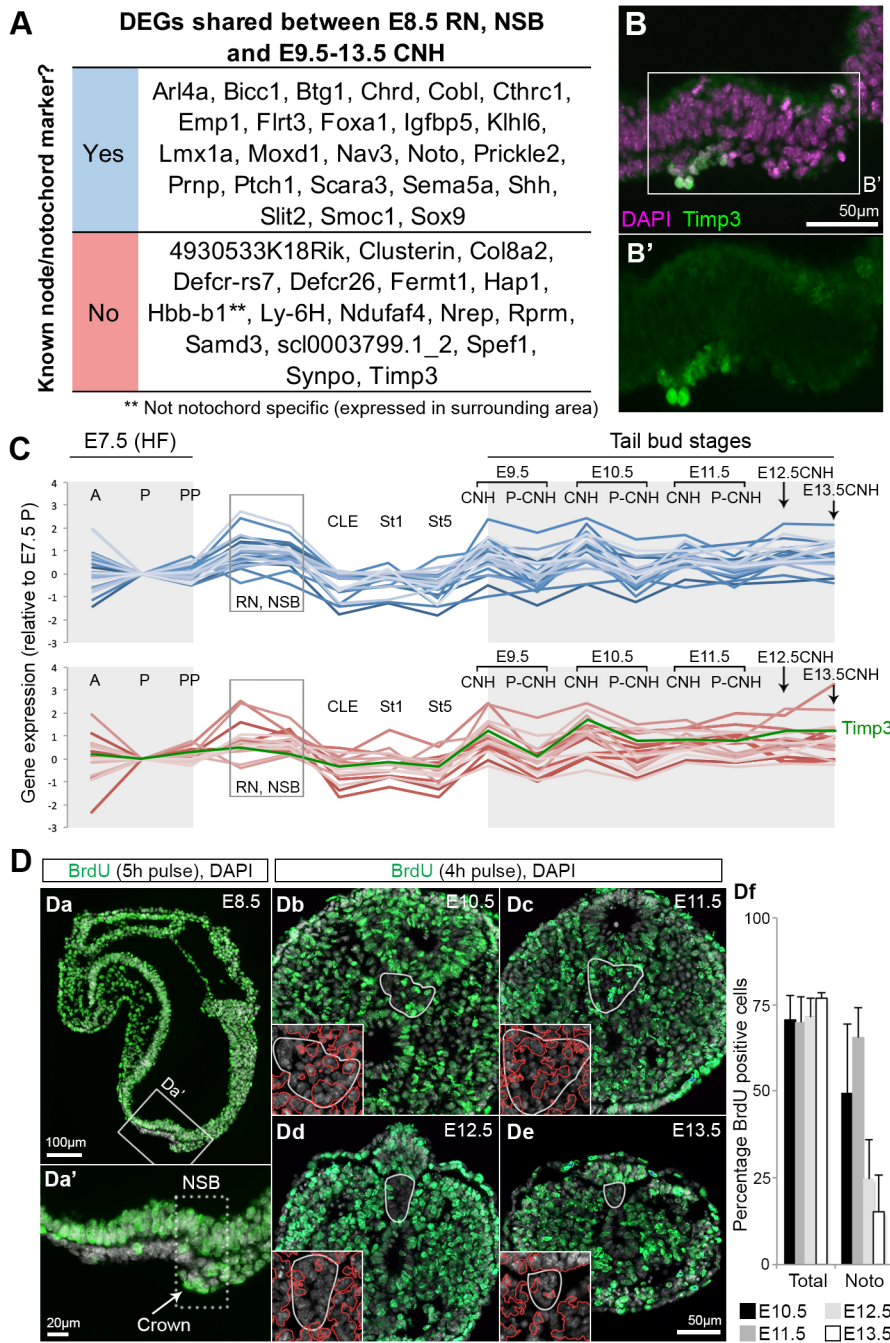 A
DEGs shared between E8.5 RN, NSB
and E9.5-13.5 CNH
Known node/notochord marker?
Yes
Arl4a, Bicc1, Btg1, Chrd, Cobl, Cthrc1,
Emp1, Flrt3, Foxa1, Igfbp5, Klhl6,
Lmx1a, Moxd1, Nav3, Noto, Prickle2,
Prnp, Ptch1, Scara3, Sema5a, Shh,
Slit2, Smoc1, Sox9
No
4930533K18Rik, Clusterin, Col8a2,
Defcr-rs7, Defcr26, Fermt1, Hap1,
Hbb-b1**, Ly-6H, Ndufaf4, Nrep, Rprm,
Samd3, scl0003799.1_2, Spef1,
Synpo, Timp3
** Not notochord specific (expressed in surrounding area)
B
B'
DAPI Timp3
50µm
B'
C
E7.5 (HF)
Tail bud stages
Gene expression (relative to E7.5 P)
4
3
2
1
0
-1
-2
-3
A P PP
RN, NSB
CLE St1 St5
E9.5 E10.5 E11.5 E12.5CNH
CNH P-CNH CNH P-CNH CNH P-CNH E13.5CNH
4
3
2
1
0
-1
-2
-3
A P PP
RN, NSB
CLE St1 St5
E9.5 E10.5 E11.5 E12.5CNH
CNH P-CNH CNH P-CNH CNH P-CNH E13.5CNH
Timp3
D
BrdU (5h pulse), DAPI
BrdU (4h pulse), DAPI
Da
E8.5
Da'
100µm
Da'
NSB
Crown
20µm
Db
E10.5
Dc
E11.5
Dd
E12.5
De
E13.5
50µm
Df
Percentage BrdU positive cells
100
75
50
25
0
Total Noto
E10.5 E12.5
E11.5 E13.5